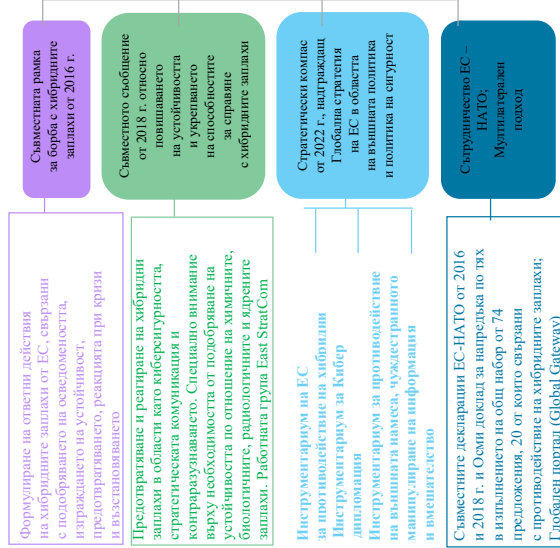 Съвместната рамка
за борба с хибридните
заплахи от 2016 г.
Формулиране на ответни действия
на хибридните заплахи от ЕС, свързани
с подобряването на осведомеността,
изграждането на устойчивост,
предотвратяването, реакцията при кризи
и възстановяването
Съвместното съобщение
от 2018 г. относно
повишаването
на устойчивостта
и укрепването
на способностите
за справяне
с хибридните заплахи
Предотвратяване и реагиране на хибридни
заплахи в области като киберсигурността,
стратегическата комуникация и
контраразузнаването. Специално внимание
върху необходимостта от подобряване на
устойчивостта по отношение на химичните,
биологичните, радиологичните и ядрените
заплахи. Работната група East StratCom
Стратегически компас
от 2022 г., надграждащ
Глобална стратегия
на ЕС в областта
на външната политика
и политика на сигурност
Инструментариум на ЕС
за противодействие на хибридни
Инструментариум за Кибер
дипломация
Инструментариум за противодействие
на външната намеса, чуждестранното
манипулиране на информация
и вмешателство
Сътрудничество ЕС –
НАТО;
Мултилатерален
подход
Съвместните декларации ЕС-НАТО от 2016
и 2018 г. и Осми доклад за напредъка по тях
в изпълнението на общ набор от 74
предложения, 20 от които свързани
с противодействие на хибридните заплахи;
Глобален портал (Global Gateway)